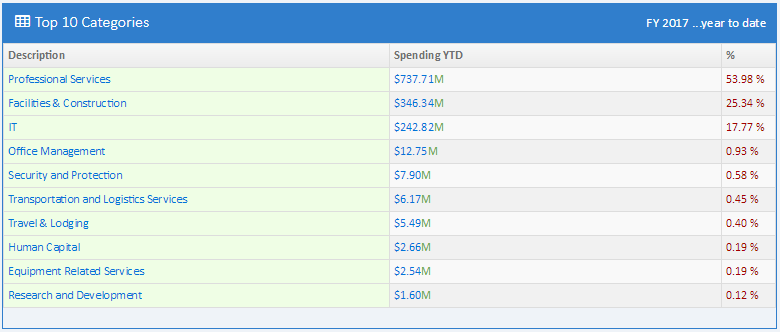 Top 10 Categories FY 2017 ...year to date
Description Spending YTD %
Professional Services $737.71M 53.98 %
Facilities & Construction $346.34M 25.34 %
IT $242.82M 17.77 %
Office Management $12.75M 0.93 %
Security and Protection $7.90M 0.58 %
Transportation and Logistics Services $6.17M 0.45 %
Travel & Lodging $5.49M 0.40 %
Human Capital $2.66M 0.19 %
Equipment Related Services $2.54M 0.19 %
Research and Development $1.60M 0.12 %